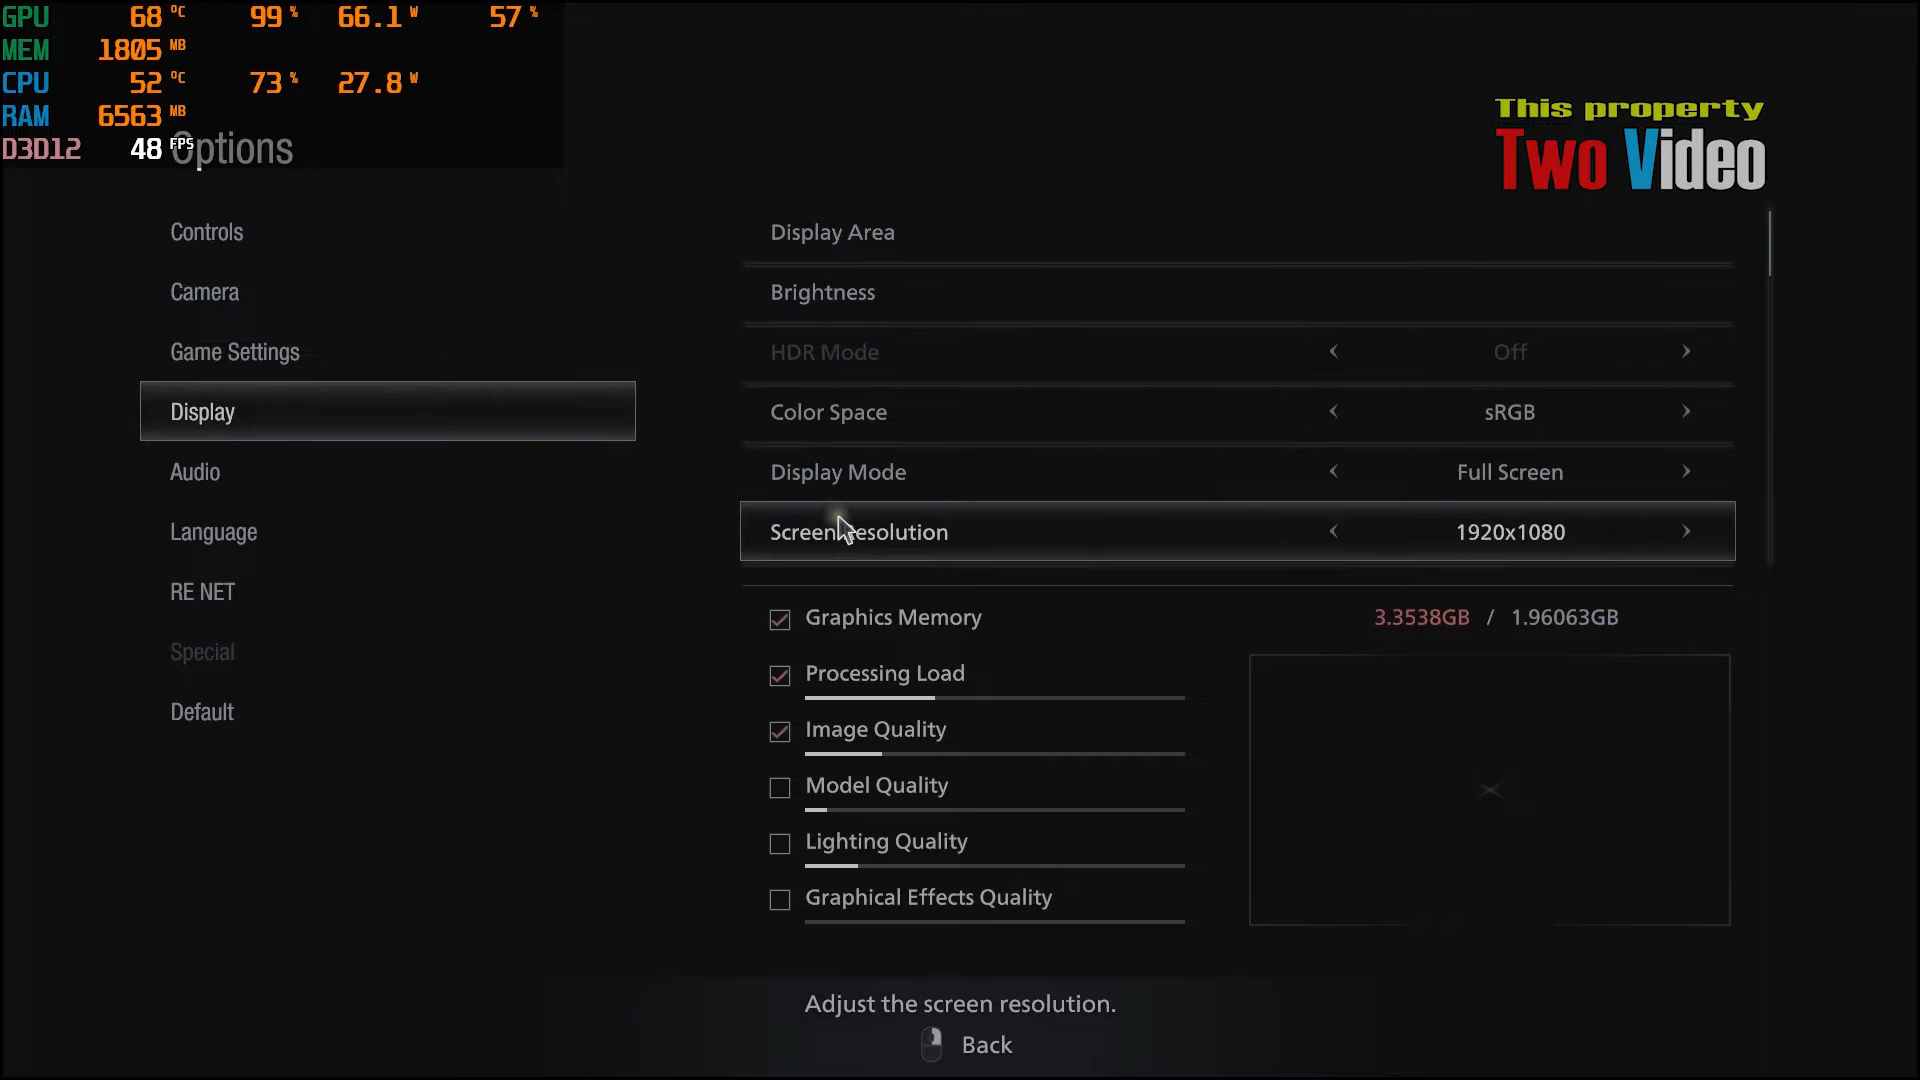 GPU 68 °C 99 % 66.1 W 57 %
MEM 1805 MB
CPU 52 °C 73 % 27.8 W
RAM 6563 MB
D3D12 48 FPS
Options
This property
Two Video
Controls
Camera
Game Settings
Display
Audio
Language
RE NET
Special
Default
Display Area
Brightness
HDR Mode < Off >
Color Space < sRGB >
Display Mode < Full Screen >
Screen Resolution < 1920x1080 >
Graphics Memory 3.3538GB / 1.96063GB
Processing Load
Image Quality
Model Quality
Lighting Quality
Graphical Effects Quality
Adjust the screen resolution.
Back